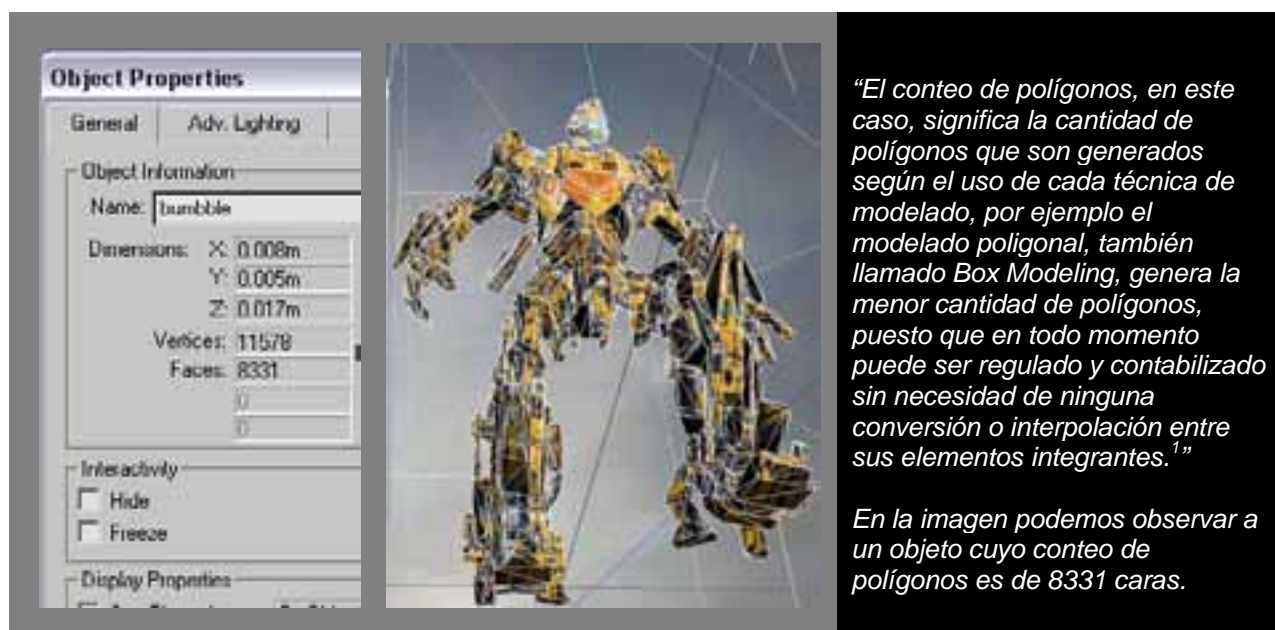 Object Properties
General Adv. Lighting
Object Information
Name: bumbble
Dimensions: X: 0.008m
Y: 0.005m
Z: 0.017m
Vertices: 11578
Faces: 8331
0
0
Interactivity
Hide
Freeze
Display Properties
“El conteo de polígonos, en este
caso, significa la cantidad de
polígonos que son generados
según el uso de cada técnica de
modelado, por ejemplo el
modelado poligonal, también
llamado Box Modeling, genera la
menor cantidad de polígonos,
puesto que en todo momento
puede ser regulado y contabilizado
sin necesidad de ninguna
conversión o interpolación entre
sus elementos integrantes.¹”
En la imagen podemos observar a
un objeto cuyo conteo de
polígonos es de 8331 caras.